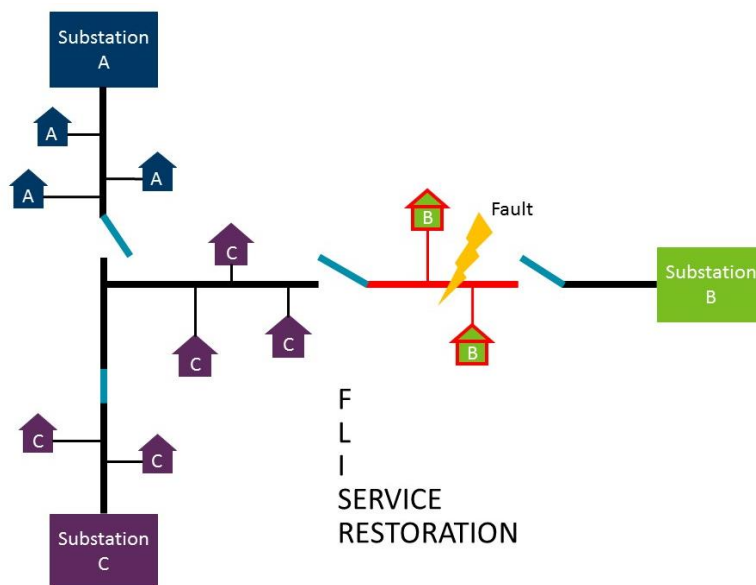 Substation
A
A
A
A
Fault
B
C
Substation
B
C
C
B
F
L
I
SERVICE
RESTORATION
C
C
Substation
C